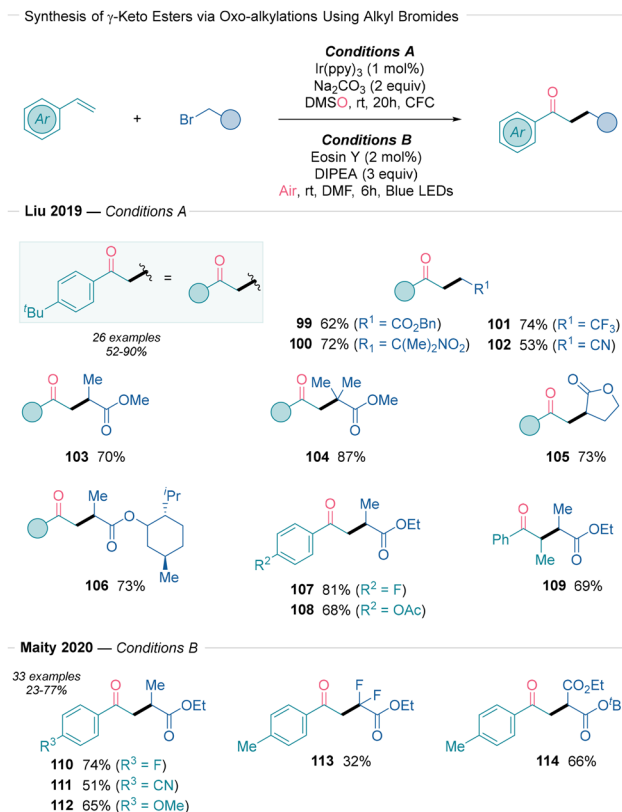 Synthesis of γ-Keto Esters via Oxo-alkylations Using Alkyl Bromides
Conditions A
Ir(ppy)3 (1 mol%)
Na2CO3 (2 equiv)
DMSO, rt, 20h, CFC
Ar
+
Br
Conditions B
Eosin Y (2 mol%)
DIPEA (3 equiv)
Air, rt, DMF, 6h, Blue LEDs
O
Ar
Liu 2019 — Conditions A
O
tBu
=
O
26 examples
52-90%
O
R1
99 62% (R1 = CO2Bn)
100 72% (R1 = C(Me)2NO2)
101 74% (R1 = CF3)
102 53% (R1 = CN)
O Me
OMe
O
103 70%
O Me Me
OMe
O
104 87%
O O
O
105 73%
O Me iPr
O
O
Me
106 73%
O Me
OEt
R2 O
107 81% (R2 = F)
108 68% (R2 = OAc)
O Me
Ph OEt
Me O
109 69%
Maity 2020 — Conditions B
33 examples
23-77%
O Me
OEt
R3 O
110 74% (R3 = F)
111 51% (R3 = CN)
112 65% (R3 = OMe)
O F
F
OEt
Me O
113 32%
O CO2Et
OtB
Me O
114 66%